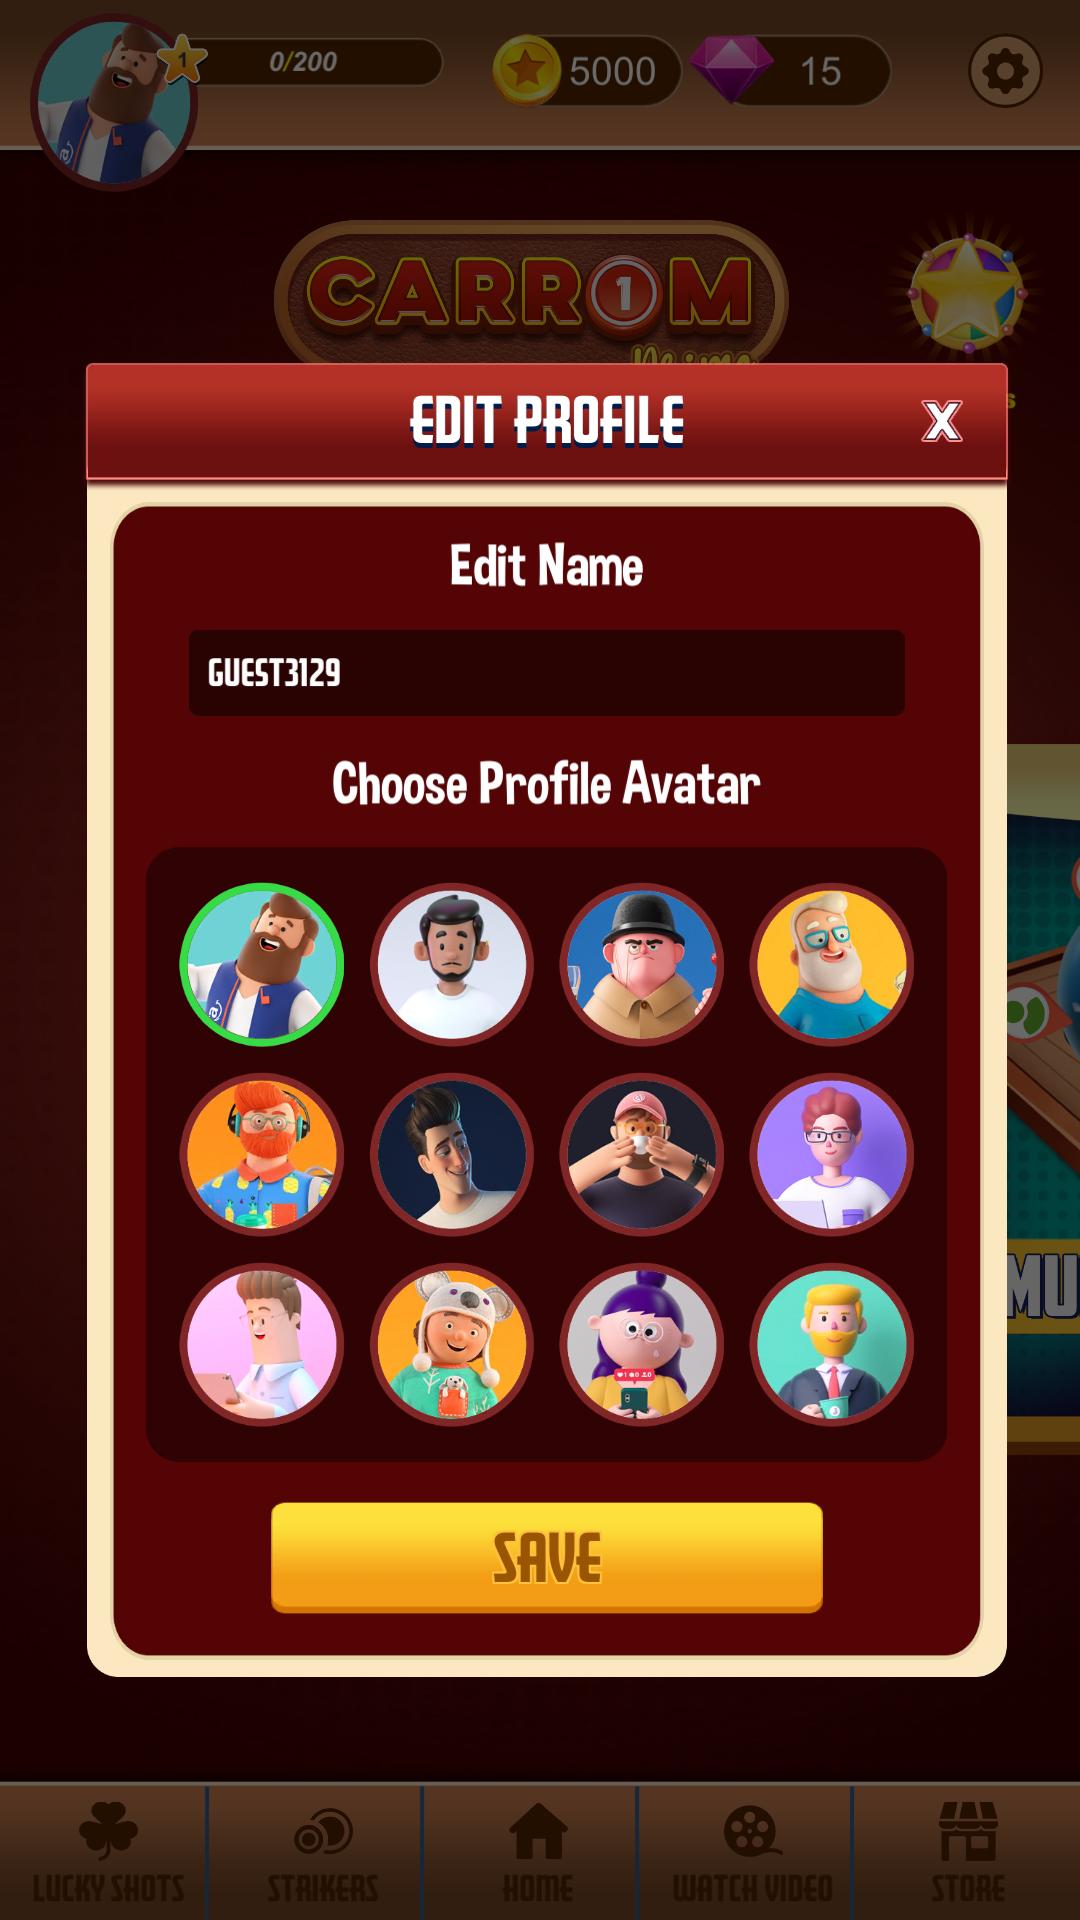 1
0/200
5000
15
CARR1M
EDIT PROFILE
X
Edit Name
GUEST3129
Choose Profile Avatar
MU
SAVE
LUCKY SHOTS
STRIKERS
HOME
WATCH VIDEO
STORE